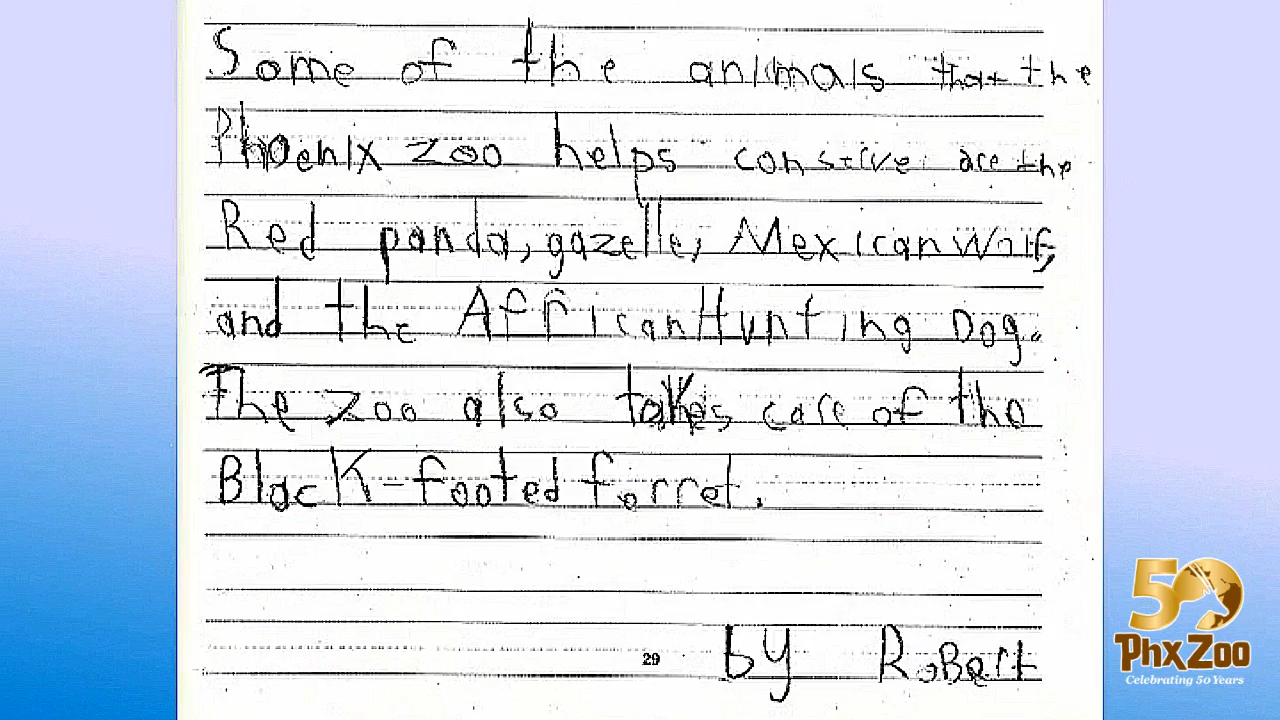 Some of the animals that the
Phoenix zoo helps conserve are the
Red panda, gazelle, Mexican Wolf,
and the African Hunting Dog.
The zoo also takes care of the
Black-footed ferret.
by RoBert
29
50
PhxZoo
Celebrating 50 Years